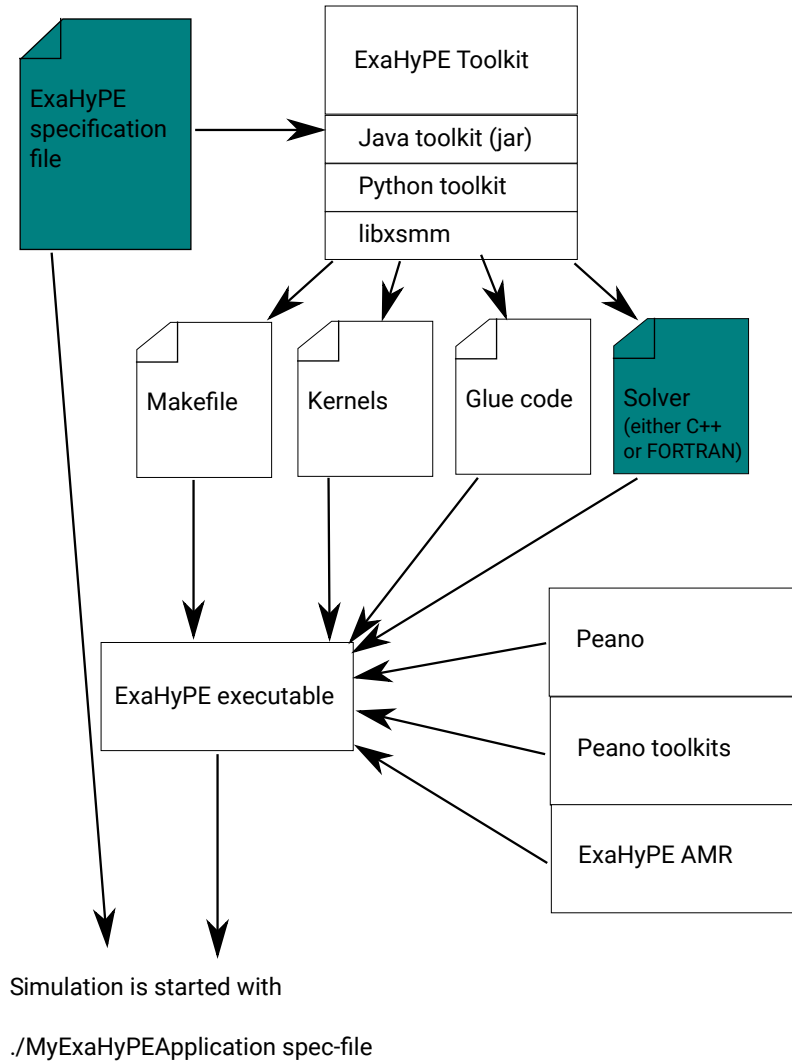 ExaHyPE
specification
file
ExaHyPE Toolkit
Java toolkit (jar)
Python toolkit
libxsmm
Makefile
Kernels
Glue code
Solver
(either C++
or FORTRAN)
ExaHyPE executable
Peano
Peano toolkits
ExaHyPE AMR
Simulation is started with
./MyExaHyPEApplication spec-file